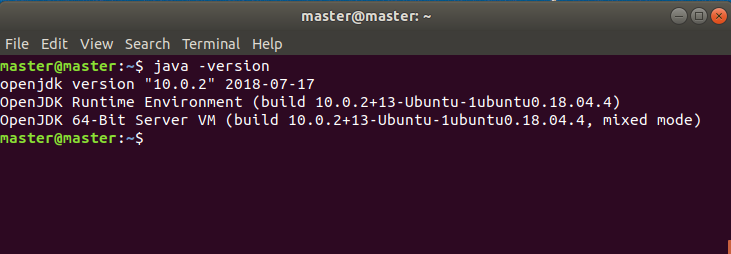 master@master: ~
File Edit View Search Terminal Help
master@master:~$ java -version
openjdk version "10.0.2" 2018-07-17
OpenJDK Runtime Environment (build 10.0.2+13-Ubuntu-1ubuntu0.18.04.4)
OpenJDK 64-Bit Server VM (build 10.0.2+13-Ubuntu-1ubuntu0.18.04.4, mixed mode)
master@master:~$